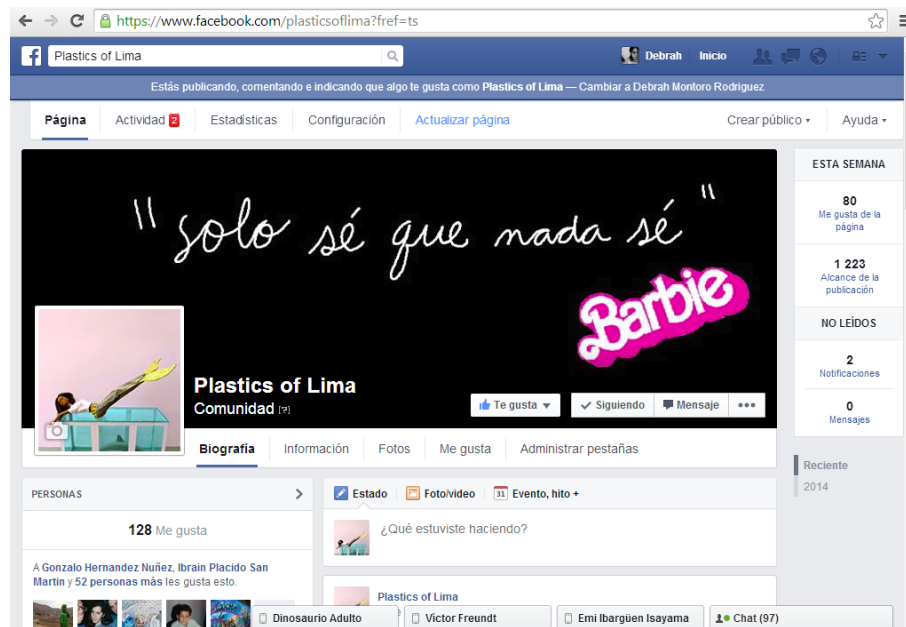 https://www.facebook.com/plasticsoflima?fref=ts
Plastics of Lima
Debrah Inicio
Estás publicando, comentando e indicando que algo te gusta como Plastics of Lima — Cambiar a Debrah Montoro Rodriguez
Página Actividad 2 Estadísticas Configuración Actualizar página Crear público Ayuda
"solo sé que nada sé"
Barbie
Plastics of Lima
Comunidad [?]
Te gusta Siguiendo Mensaje
Biografía Información Fotos Me gusta Administrar pestañas
ESTA SEMANA
80
Me gusta de la
página
1 223
Alcance de la
publicación
NO LEÍDOS
2
Notificaciones
0
Mensajes
Reciente
2014
PERSONAS
128 Me gusta
A Gonzalo Hernandez Nuñez, Ibrain Placido San
Martin y 52 personas más les gusta esto.
Estado Foto/video 31 Evento, hito +
¿Qué estuviste haciendo?
Plastics of Lima
Dinosaurio Adulto Victor Freundt Emi Ibargüen Isayama Chat (97)